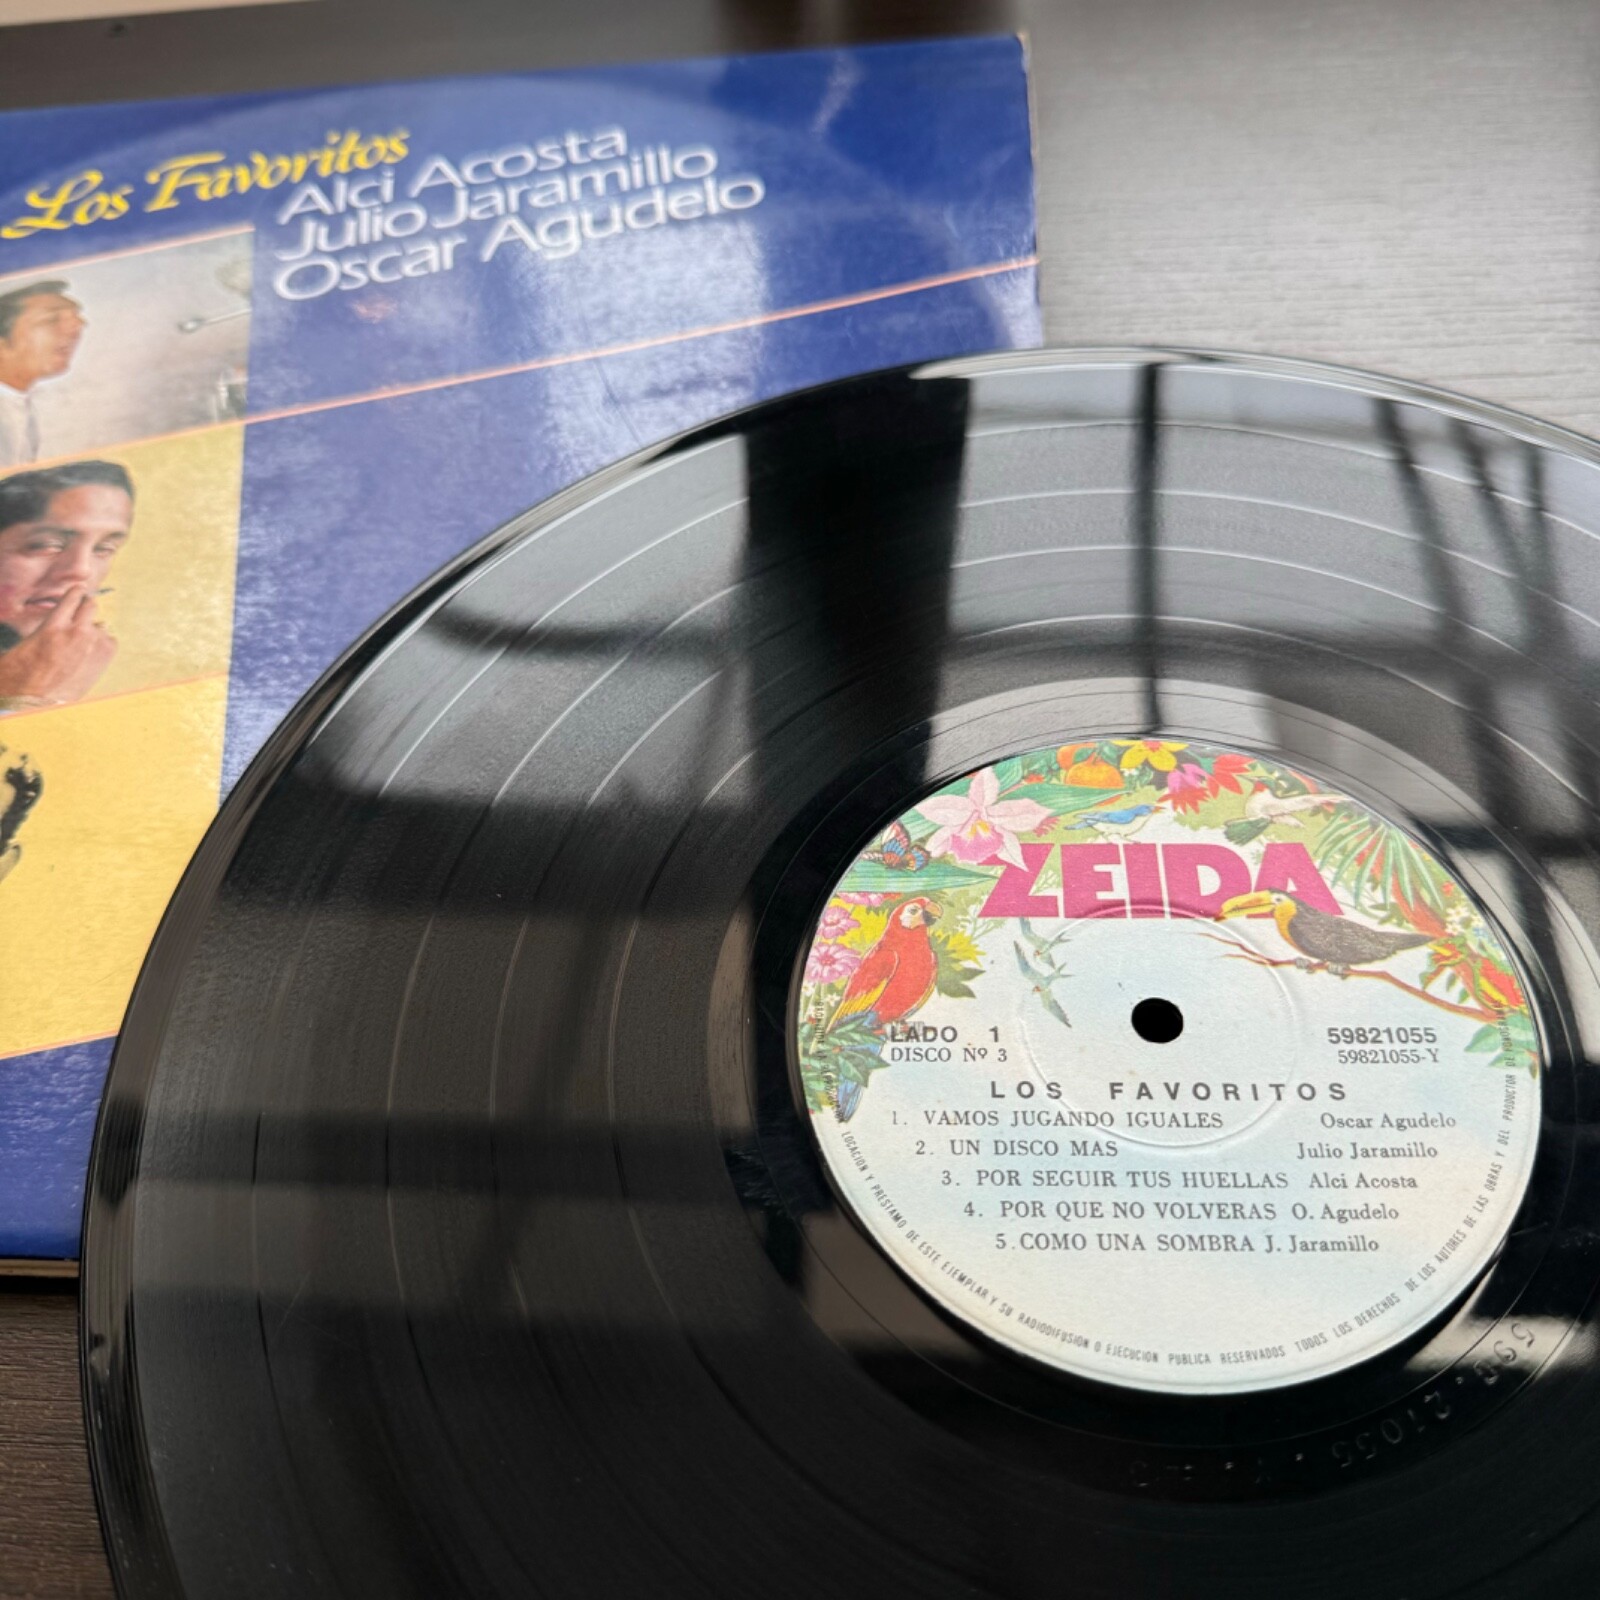 Los Favoritos
Alci Acosta
Julio Jaramillo
Oscar Agudelo
ZEIDA
LADO 1
DISCO Nº 3
59821055
59821055-Y
LOS FAVORITOS
1. VAMOS JUGANDO IGUALES Oscar Agudelo
2. UN DISCO MAS Julio Jaramillo
3. POR SEGUIR TUS HUELLAS Alci Acosta
4. POR QUE NO VOLVERAS O. Agudelo
5. COMO UNA SOMBRA J. Jaramillo
LOCACION Y PRESTAMO DE ESTE EJEMPLAR Y SU RADIODIFUSION O EJECUCION PUBLICA RESERVADOS TODOS LOS DERECHOS DE LOS AUTORES DE LAS OBRAS Y DEL PRODUCTOR DE